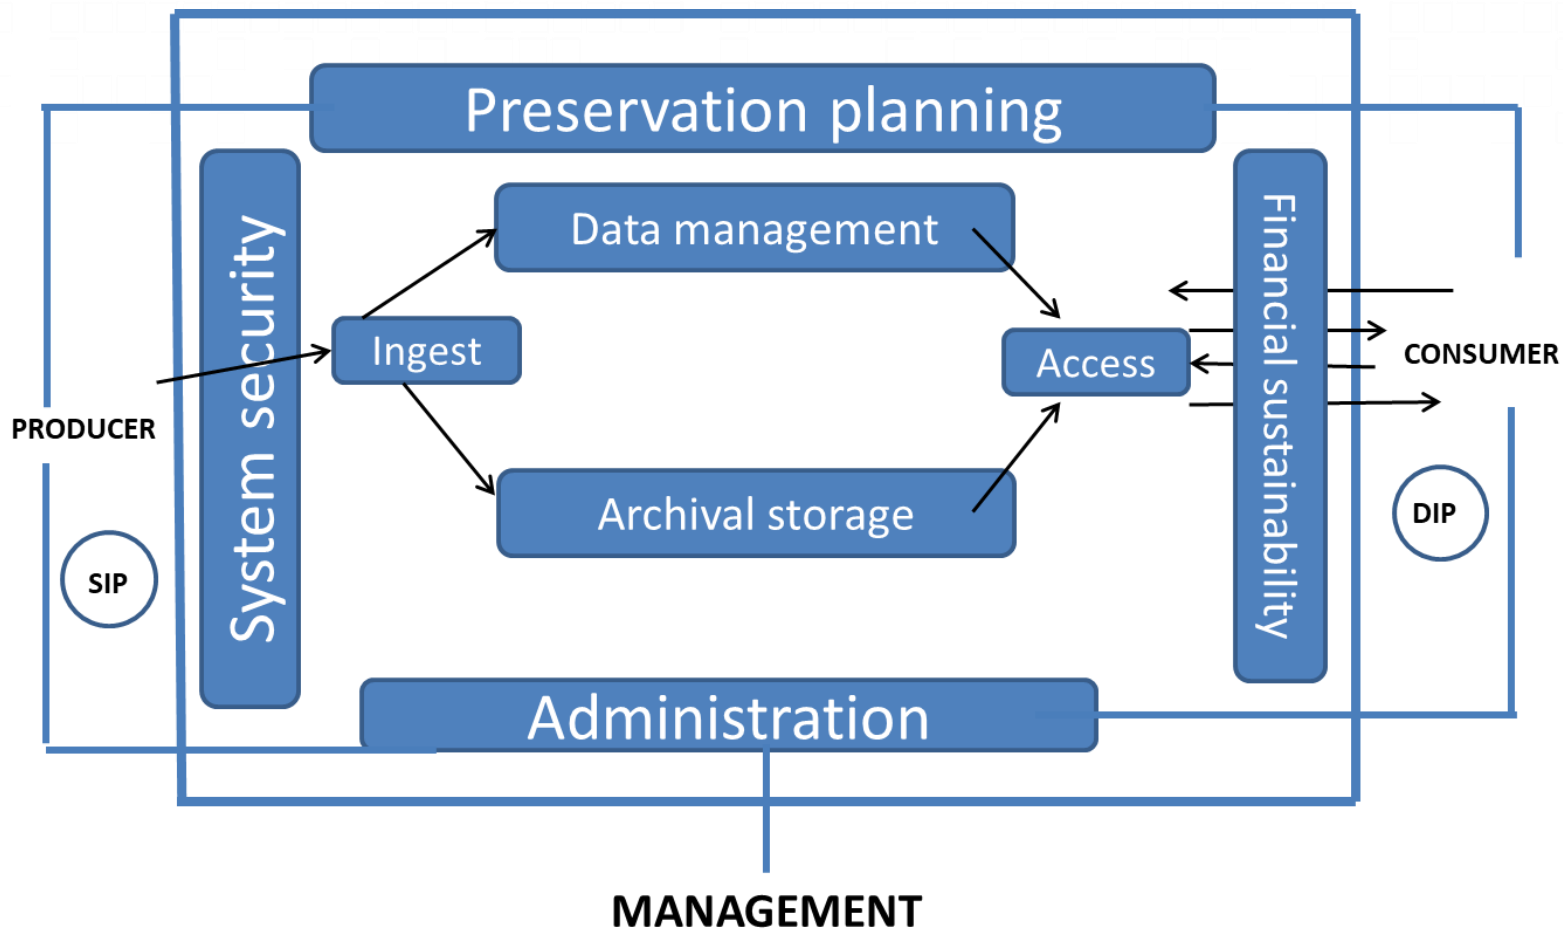 Preservation planning
System security
Data management
Financial sustainability
Ingest
Access
CONSUMER
PRODUCER
Archival storage
DIP
SIP
Administration
MANAGEMENT